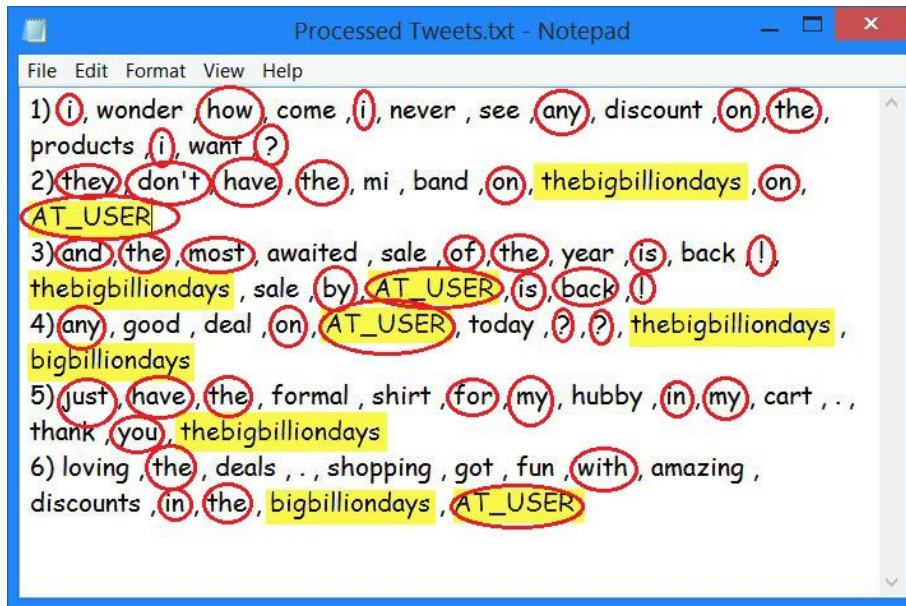 Processed Tweets.txt - Notepad
File Edit Format View Help
1) i, wonder , how , come , i, never , see , any, discount , on , the,
products , i, want , ?
2) they, don't, have , the, mi , band , on, thebigbilliondays , on,
AT_USER
3) and , the , most, awaited , sale , of , the, year , is, back , !,
thebigbilliondays , sale , by, AT_USER , is, back , !
4) any , good , deal , on , AT_USER , today , ? , ?, thebigbilliondays ,
bigbilliondays
5) just , have , the , formal , shirt , for , my, hubby , in , my, cart , . ,
thank , you, thebigbilliondays
6) loving , the , deals , . , shopping , got , fun , with, amazing ,
discounts , in , the, bigbilliondays , AT_USER